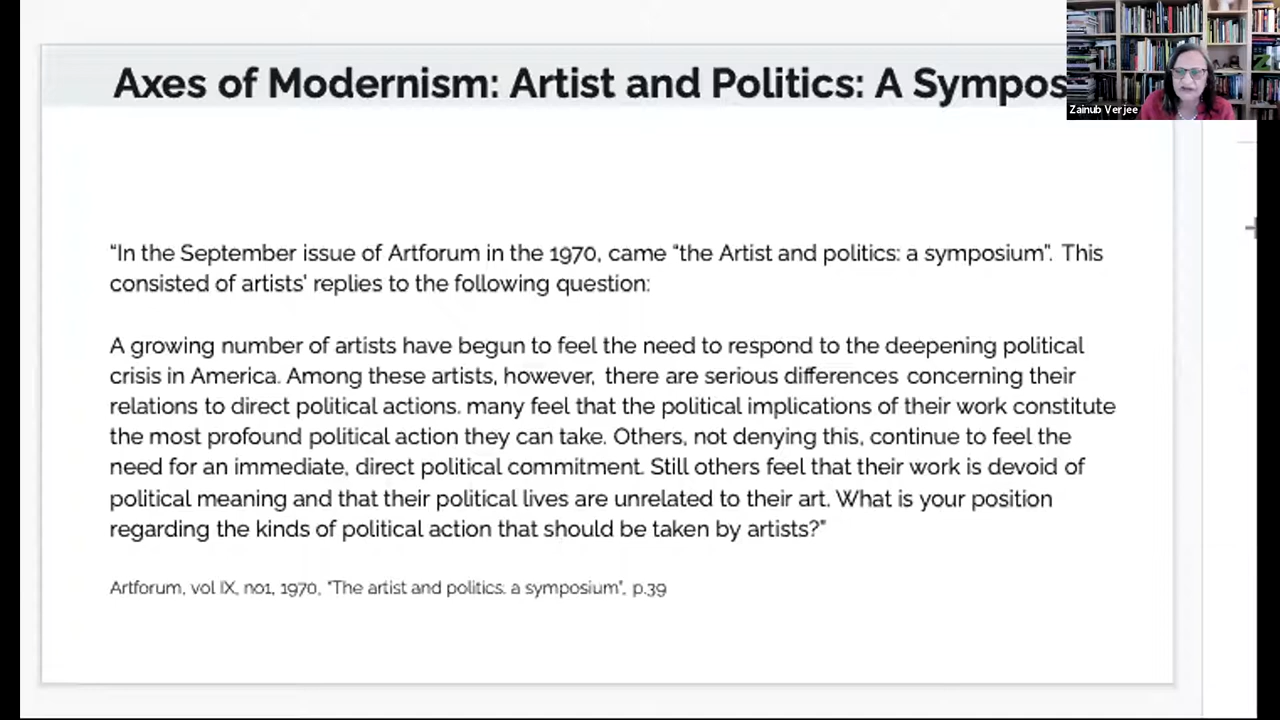 Axes of Modernism: Artist and Politics: A Sympos
Zainub Verjee
“In the September issue of Artforum in the 1970, came “the Artist and politics: a symposium”. This
consisted of artists’ replies to the following question:
A growing number of artists have begun to feel the need to respond to the deepening political
crisis in America. Among these artists, however, there are serious differences concerning their
relations to direct political actions. many feel that the political implications of their work constitute
the most profound political action they can take. Others, not denying this, continue to feel the
need for an immediate, direct political commitment. Still others feel that their work is devoid of
political meaning and that their political lives are unrelated to their art. What is your position
regarding the kinds of political action that should be taken by artists?”
Artforum, vol IX, no1, 1970, “The artist and politics. a symposium”, p.39